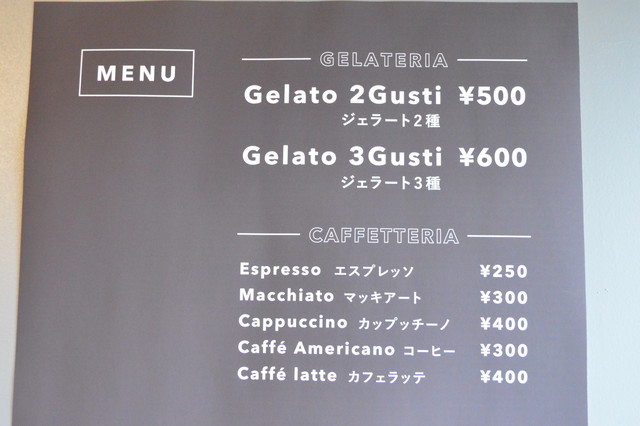 MENU
GELATERIA
Gelato 2Gusti ¥500
ジェラート2種
Gelato 3Gusti ¥600
ジェラート3種
CAFFETTERIA
Espresso エスプレッソ ¥250
Macchiato マッキアート ¥300
Cappuccino カップッチーノ ¥400
Caffé Americano コーヒー ¥300
Caffé latte カフェラッテ ¥400